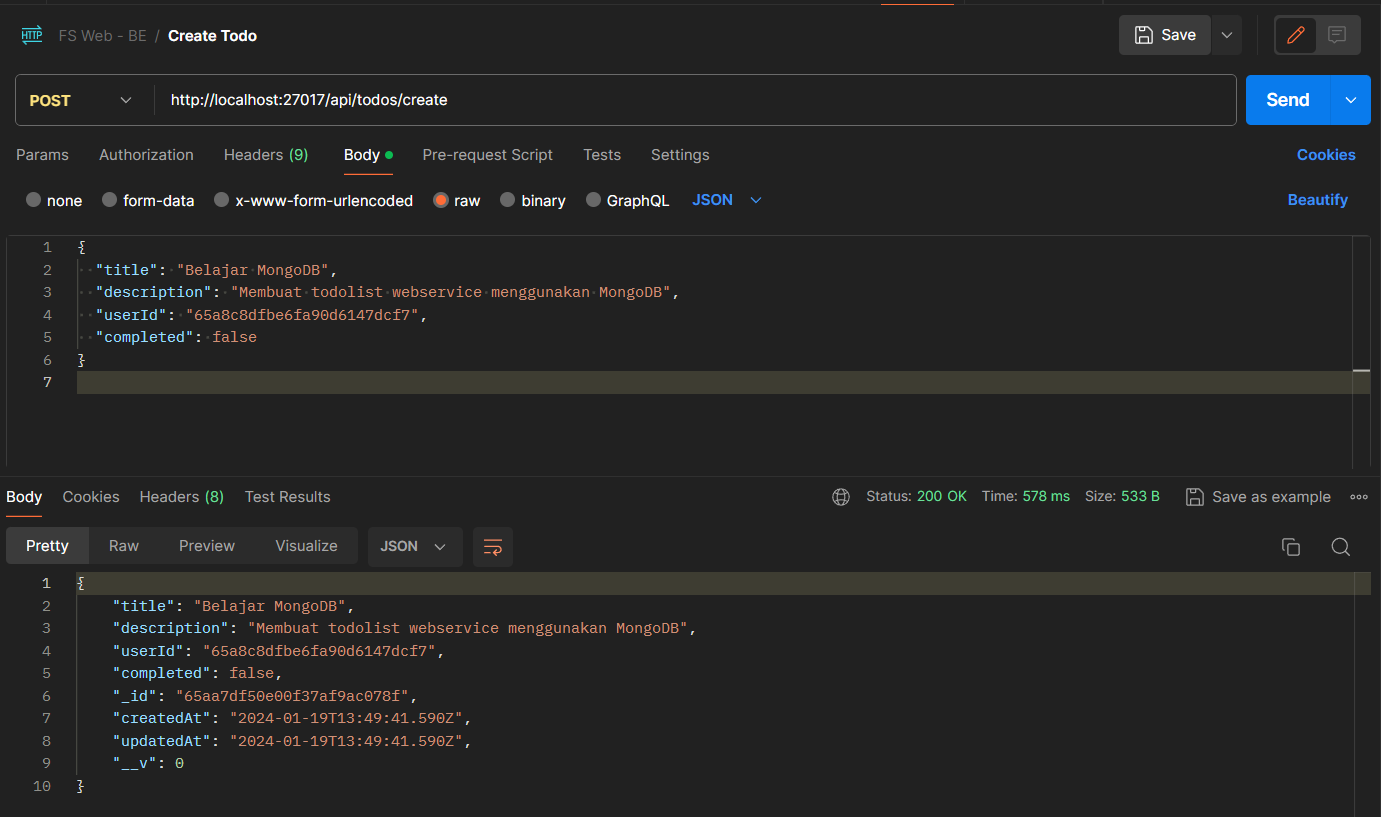 HTTP FS Web - BE / Create Todo Save
POST http://localhost:27017/api/todos/create Send
Params Authorization Headers (9) Body Pre-request Script Tests Settings Cookies
none form-data x-www-form-urlencoded raw binary GraphQL JSON Beautify
1 {
2 "title": "Belajar MongoDB",
3 "description": "Membuat todolist webservice menggunakan MongoDB",
4 "userId": "65a8c8dfbe6fa90d6147dcf7",
5 "completed": false
6 }
7
Body Cookies Headers (8) Test Results Status: 200 OK Time: 578 ms Size: 533 B Save as example
Pretty Raw Preview Visualize JSON
1 {
2 "title": "Belajar MongoDB",
3 "description": "Membuat todolist webservice menggunakan MongoDB",
4 "userId": "65a8c8dfbe6fa90d6147dcf7",
5 "completed": false,
6 "_id": "65aa7df50e00f37af9ac078f",
7 "createdAt": "2024-01-19T13:49:41.590Z",
8 "updatedAt": "2024-01-19T13:49:41.590Z",
9 "__v": 0
10 }